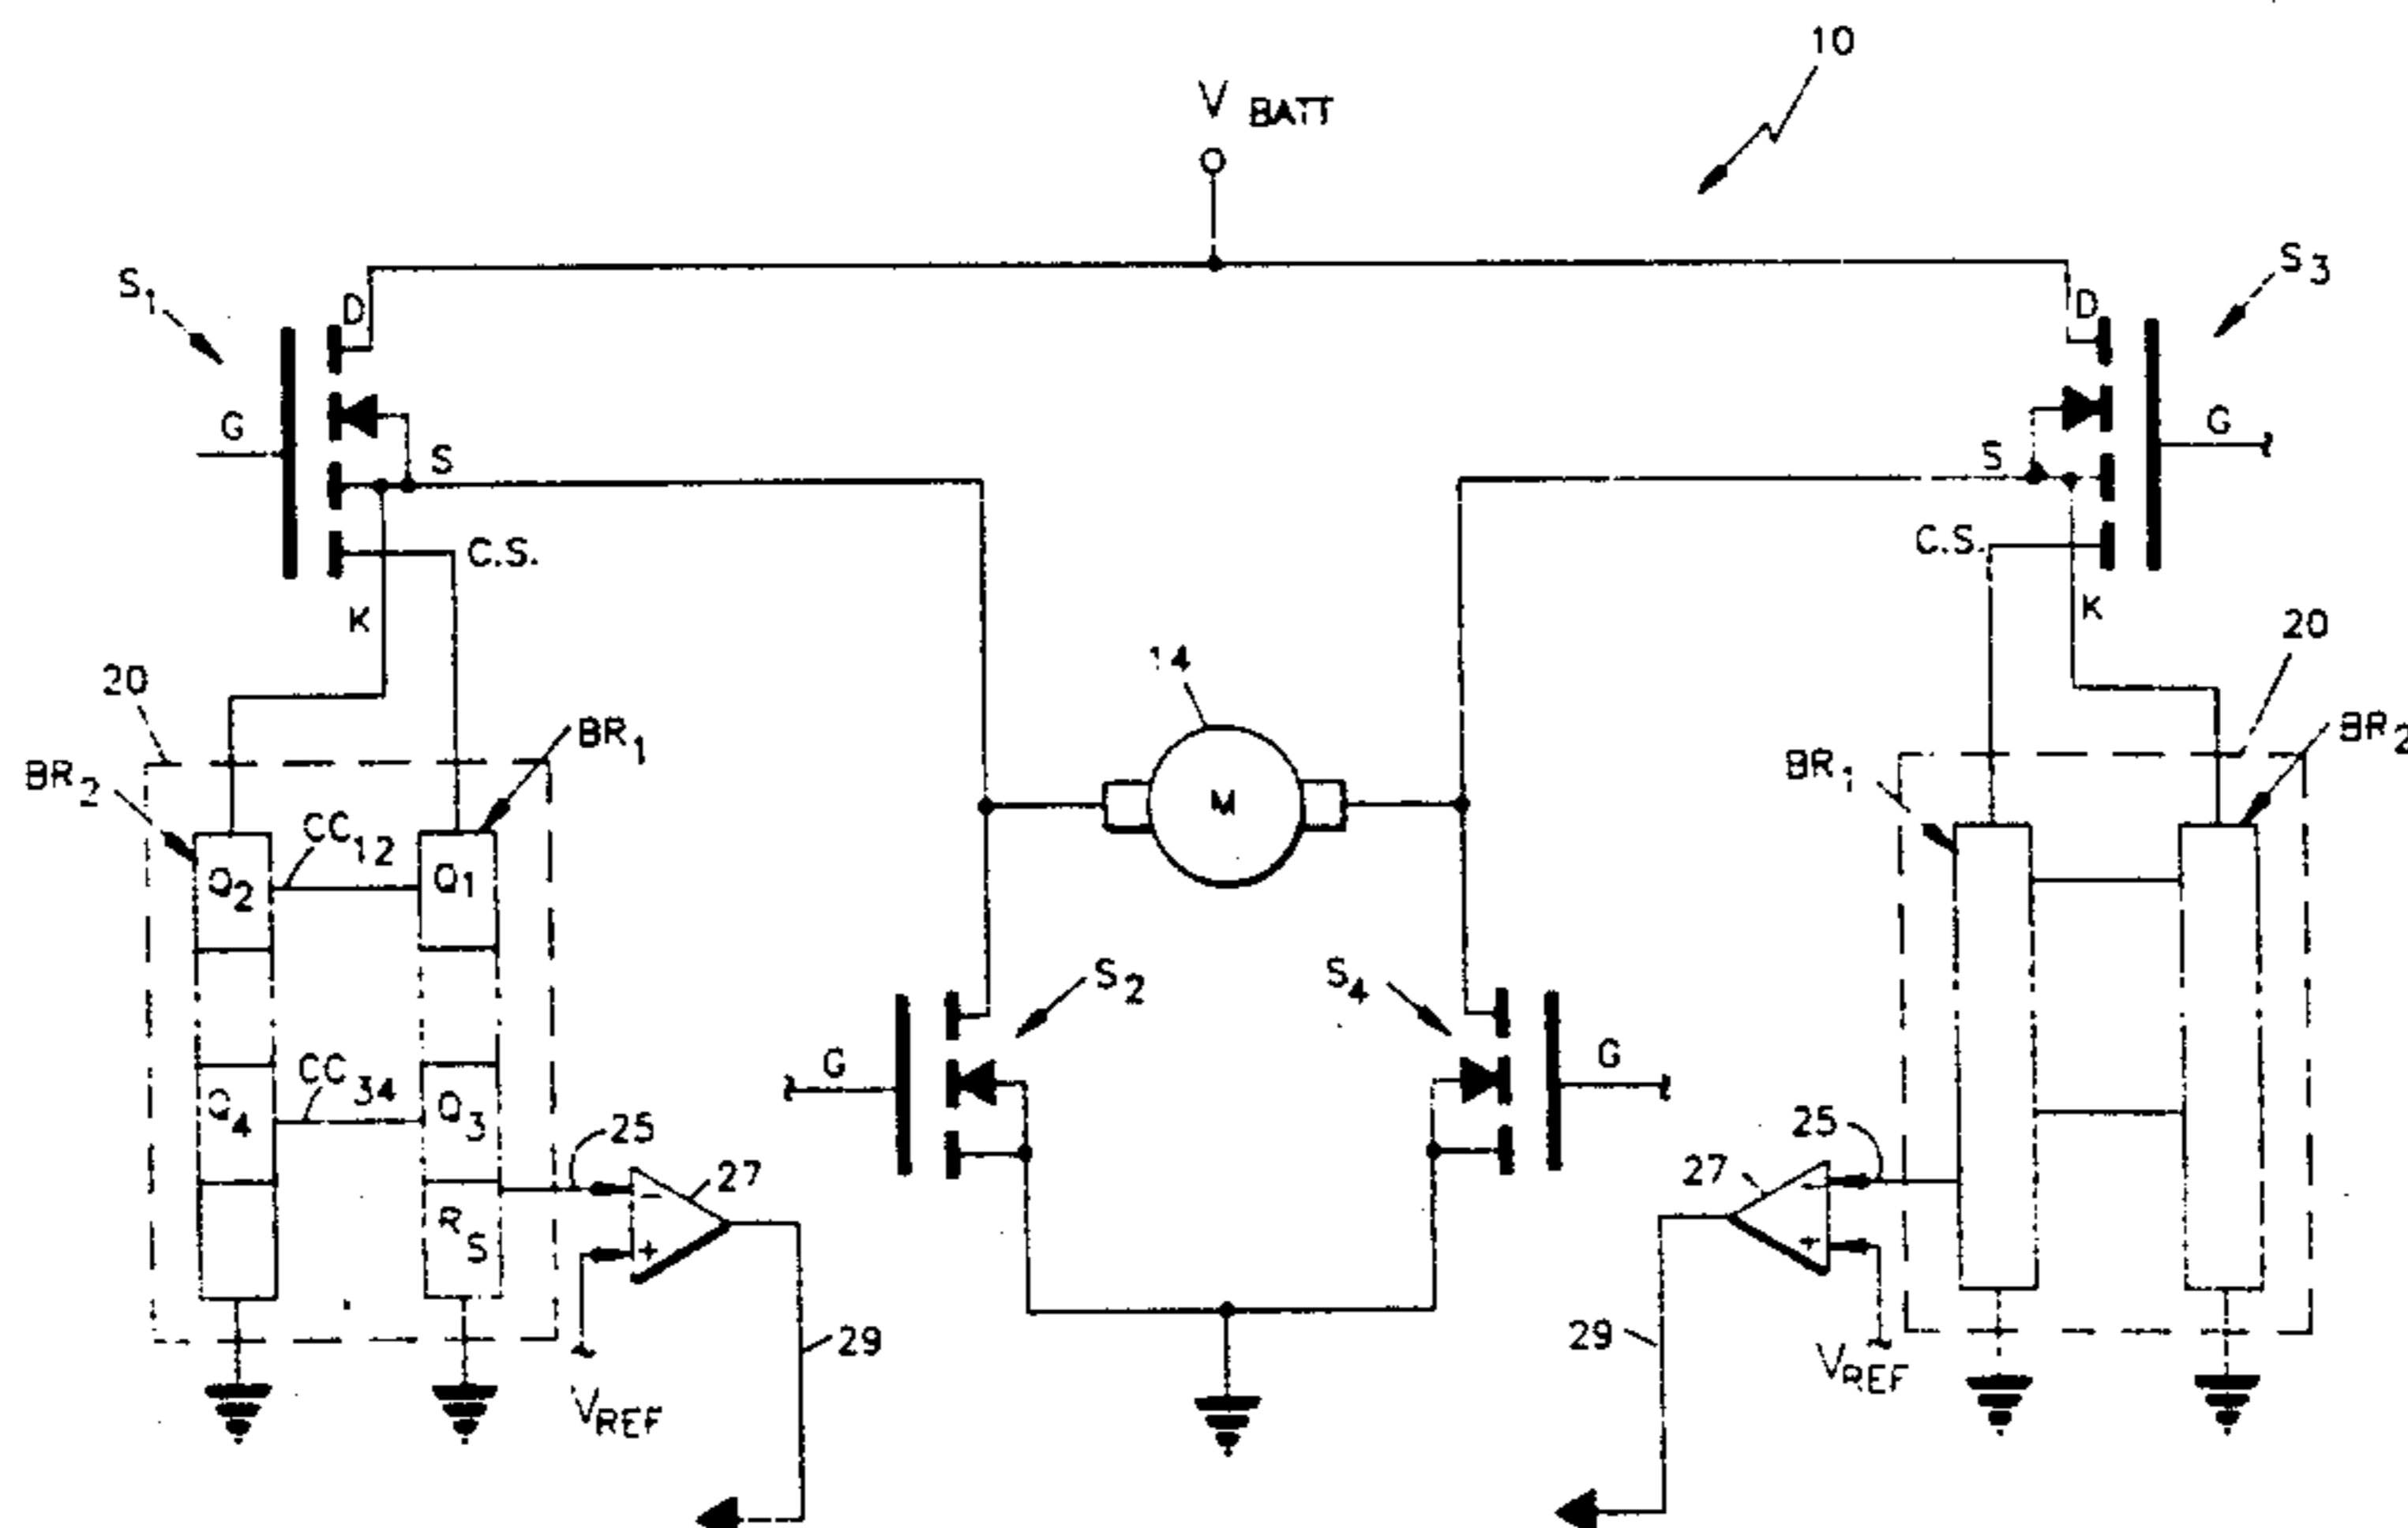 10
V BATT
S1
D
G
S
C.S.
K
S3
D
G
S
C.S.
K
14
M
20
BR2
BR1
CC12
Q2
Q1
CC34
Q4
Q3
RS
25
27
-
+
VREF
29
S2
G
S4
G
20
BR1
BR2
25
27
-
+
VREF
29